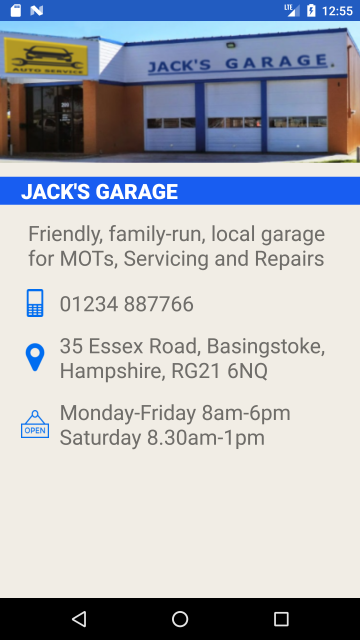 LTE 12:55
AUTO SERVICE
JACK'S GARAGE.
JACK'S GARAGE
Friendly, family-run, local garage
for MOTs, Servicing and Repairs
01234 887766
35 Essex Road, Basingstoke,
Hampshire, RG21 6NQ
Monday-Friday 8am-6pm
OPEN
Saturday 8.30am-1pm